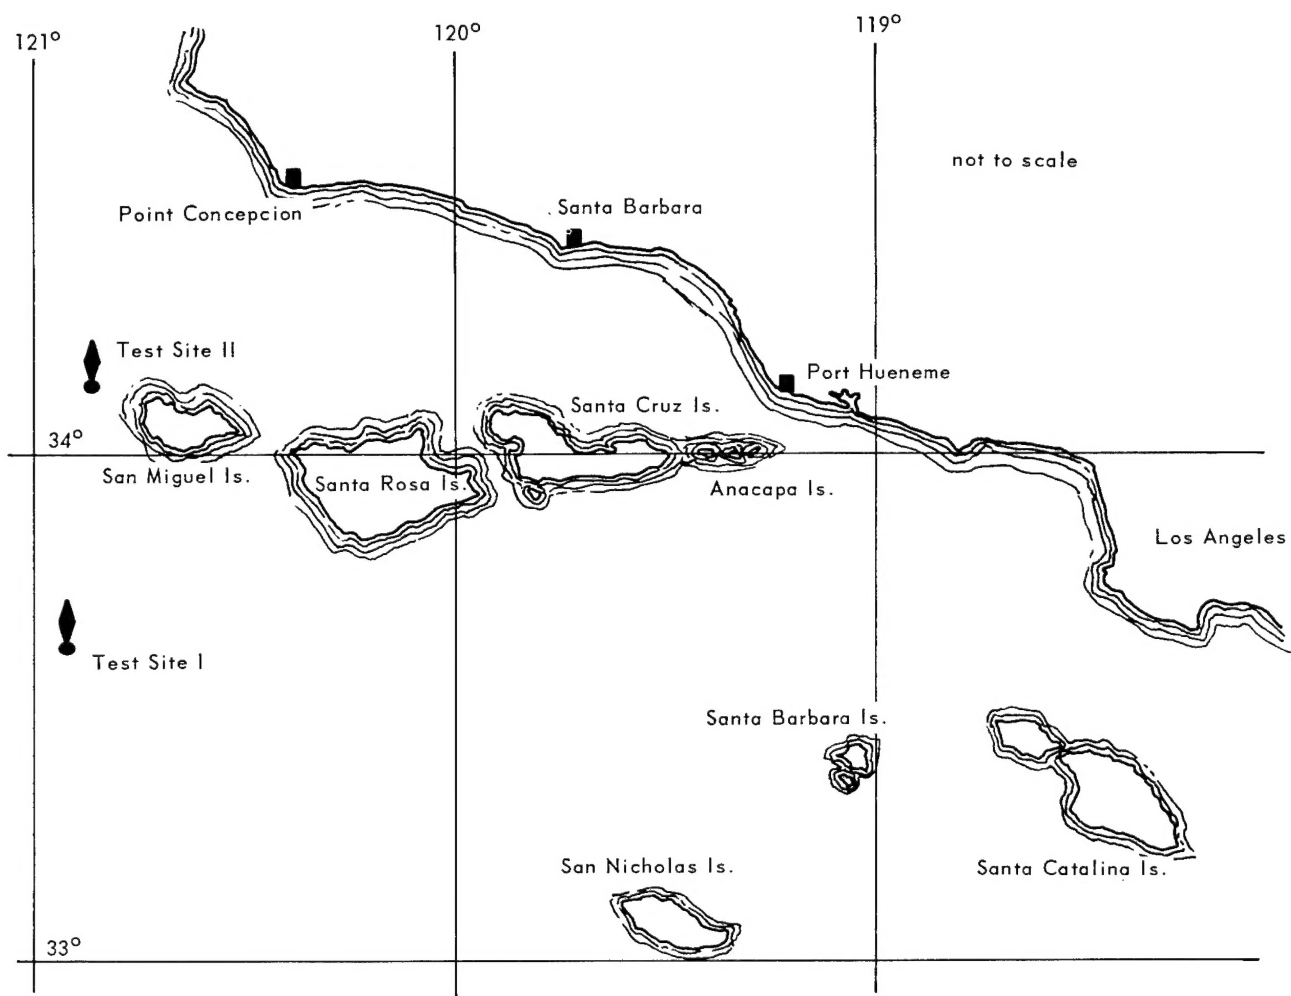 121°
120°
119°
not to scale
Point Concepcion
Santa Barbara
Test Site II
Port Hueneme
Santa Cruz Is.
34°
San Miguel Is.
Santa Rosa Is.
Anacapa Is.
Los Angeles
Test Site I
Santa Barbara Is.
San Nicholas Is.
Santa Catalina Is.
33°